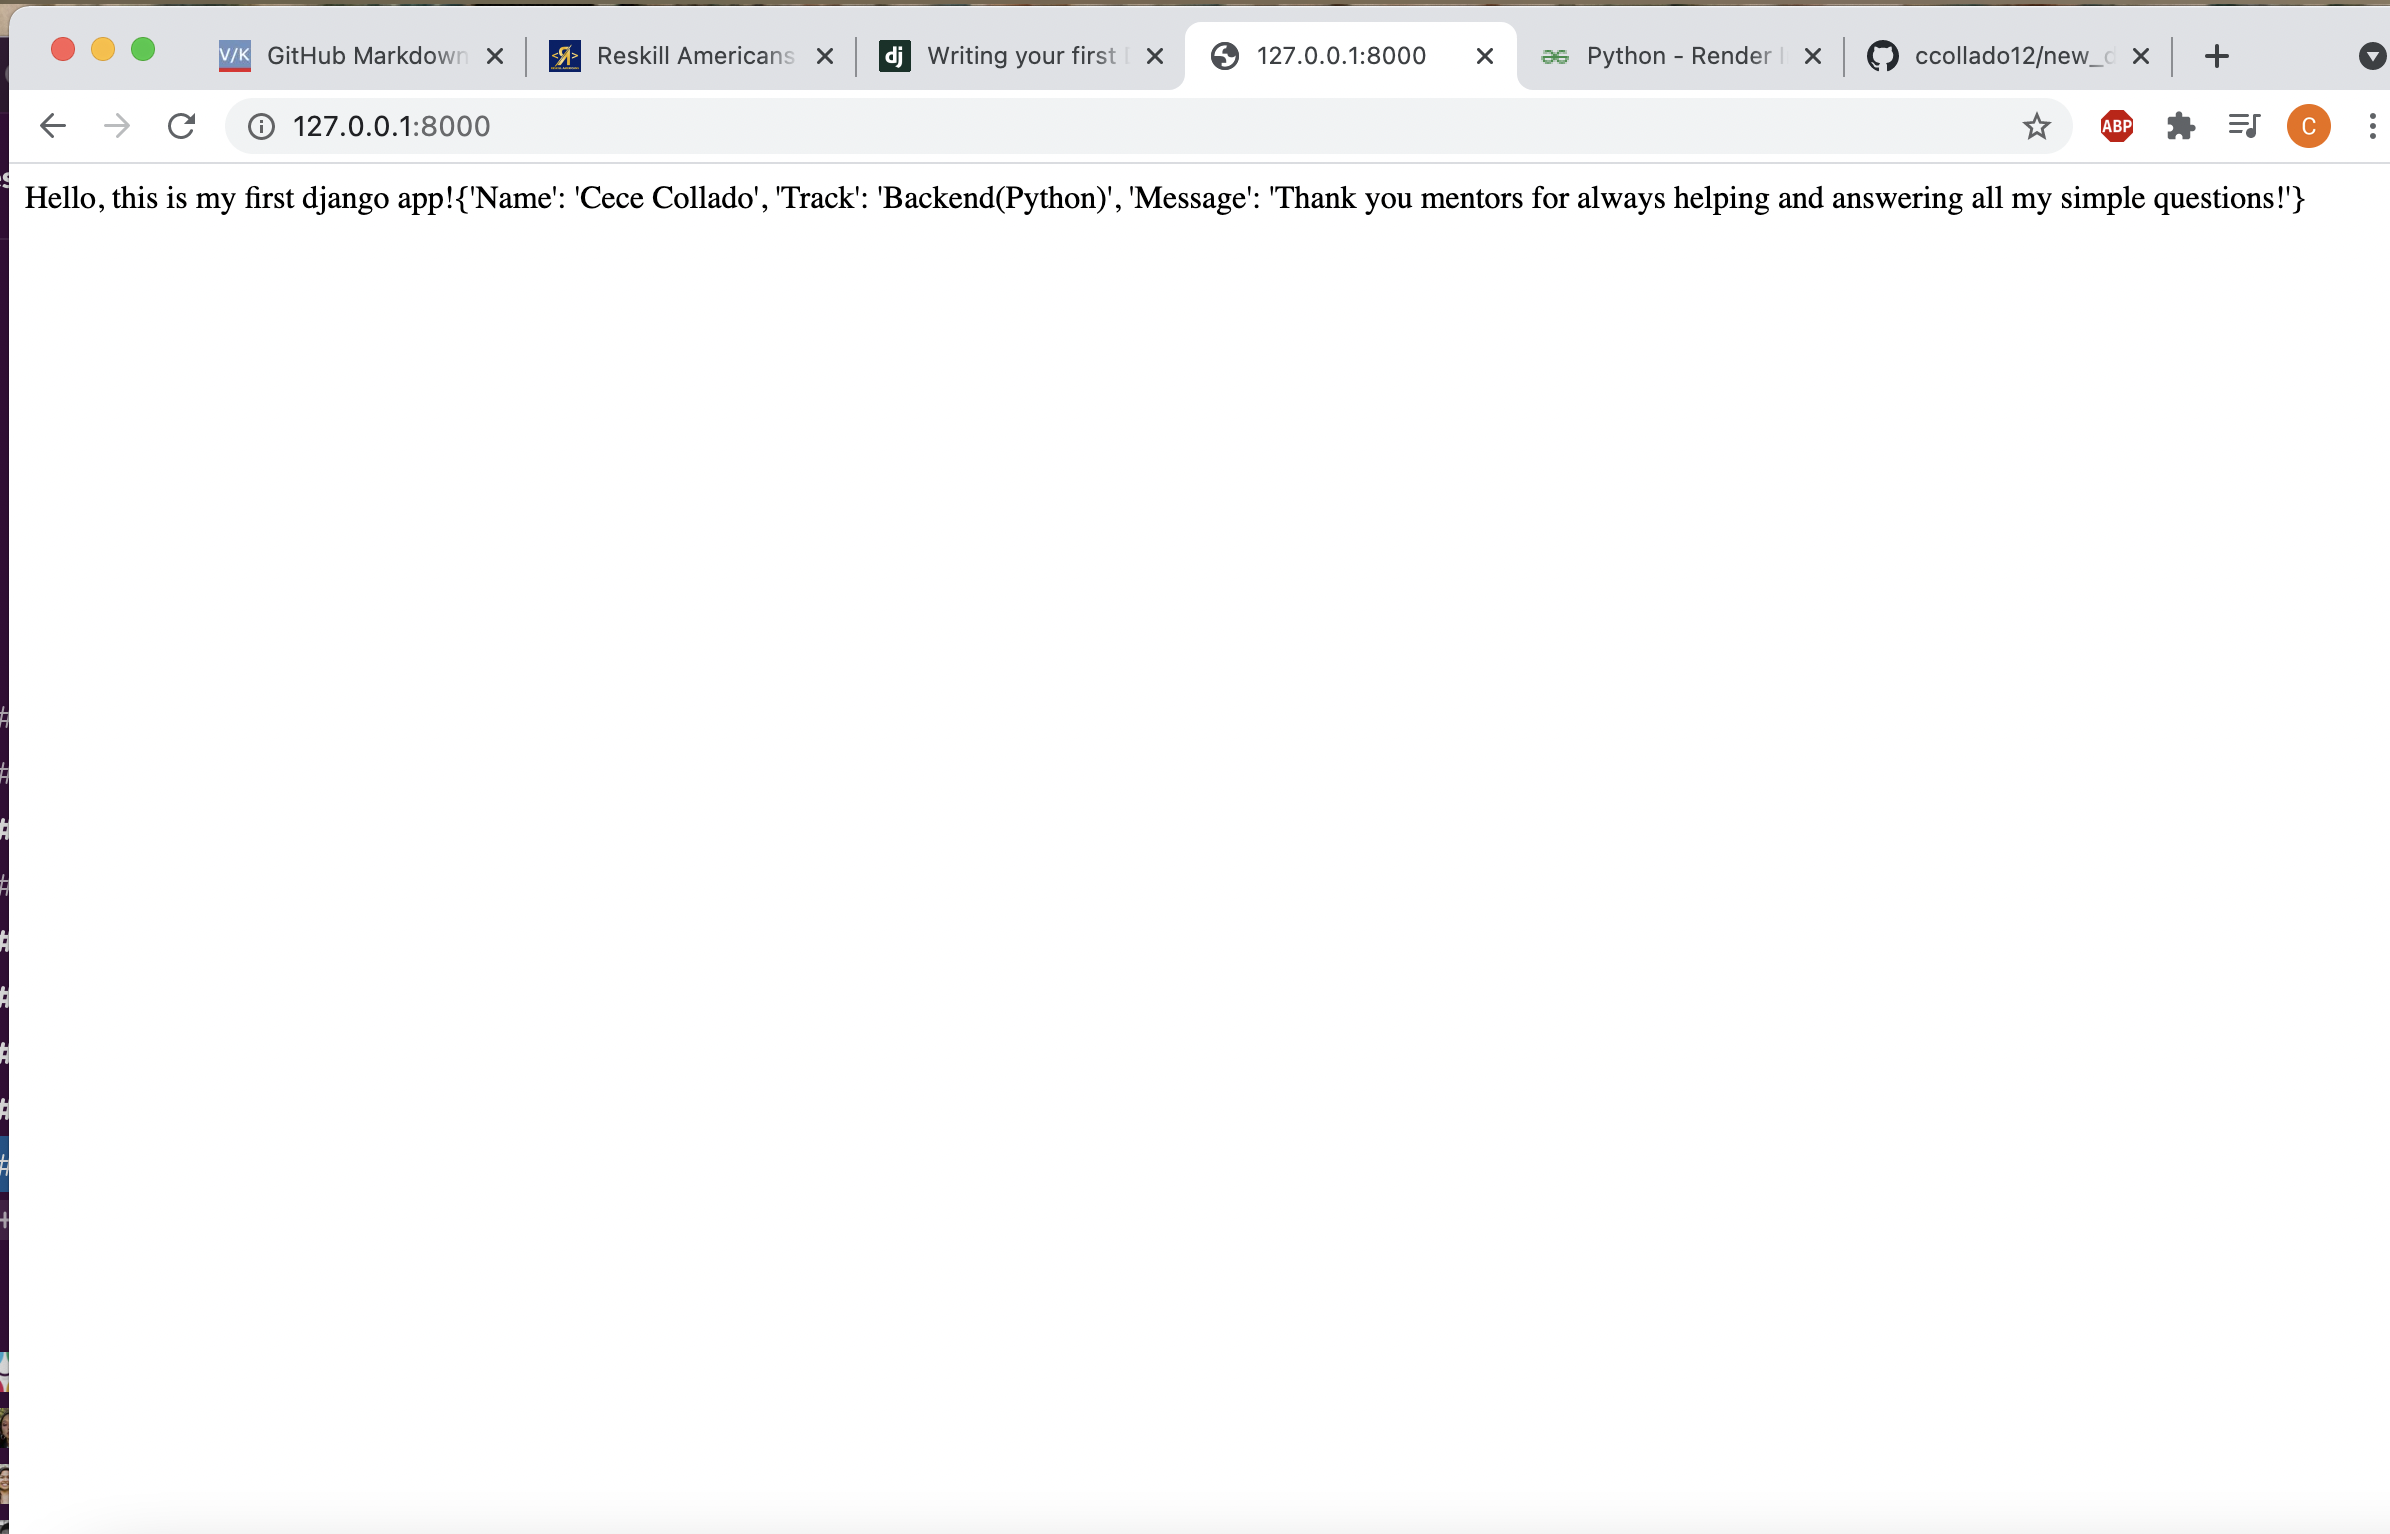 V/K GitHub Markdown
Reskill Americans
dj Writing your first
127.0.0.1:8000
Python - Render
ccollado12/new_d
127.0.0.1:8000
ABP
C
Hello, this is my first django app!{'Name': 'Cece Collado', 'Track': 'Backend(Python)', 'Message': 'Thank you mentors for always helping and answering all my simple questions!'}
#
#
#
#
#
#
#
#
#
+